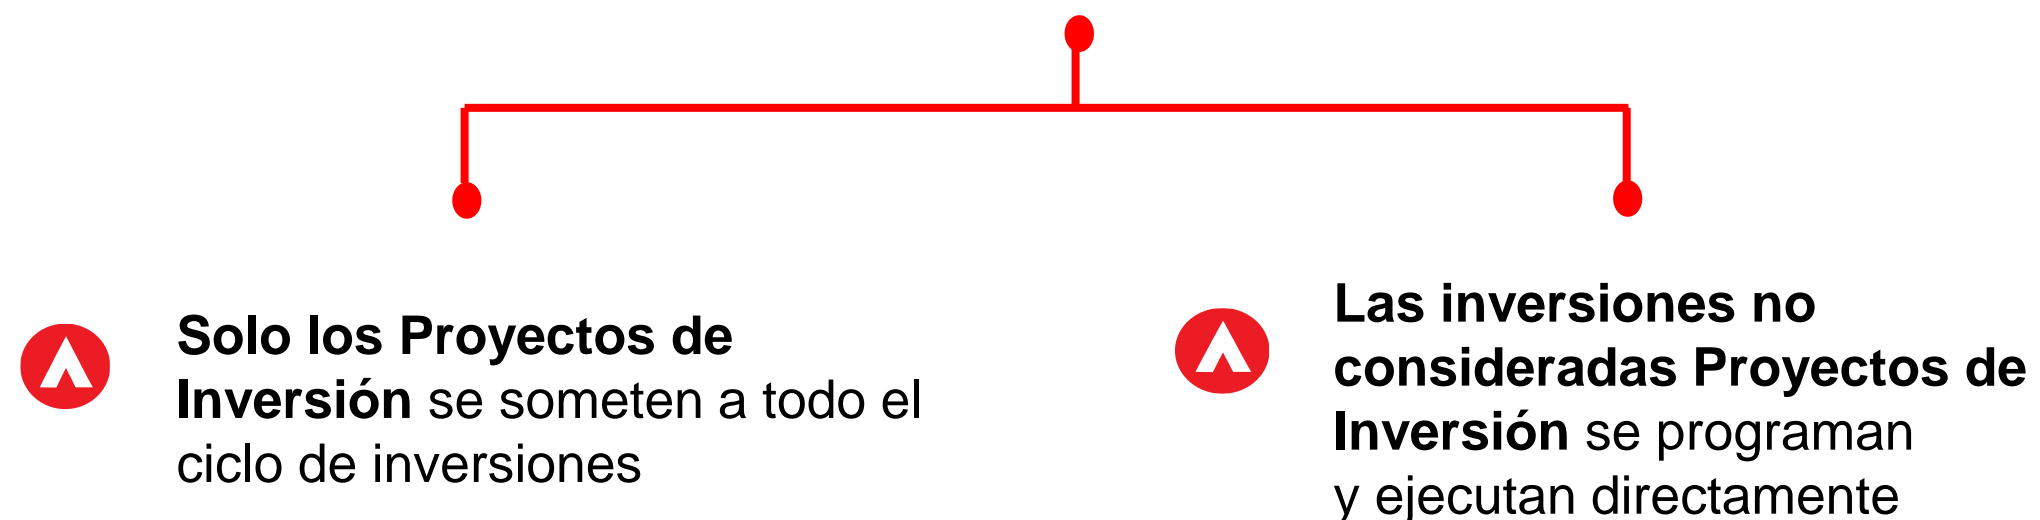 Solo los Proyectos de
Inversión se someten a todo el
ciclo de inversiones
Las inversiones no
consideradas Proyectos de
Inversión se programan
y ejecutan directamente